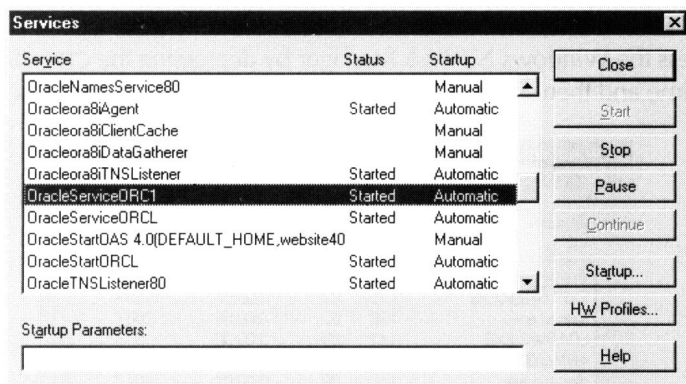 Services
Service Status Startup
OracleNamesService80 Manual
Oracleora8iAgent Started Automatic
Oracleora8iClientCache Manual
Oracleora8iDataGatherer Manual
Oracleora8iTNSListener Started Automatic
OracleServiceORC1 Started Automatic
OracleServiceORCL Started Automatic
OracleStartOAS 4.0(DEFAULT_HOME,website40 Manual
OracleStartORCL Started Automatic
OracleTNSListener80 Started Automatic
Startup Parameters:
Close
Start
Stop
Pause
Continue
Startup...
HW Profiles...
Help